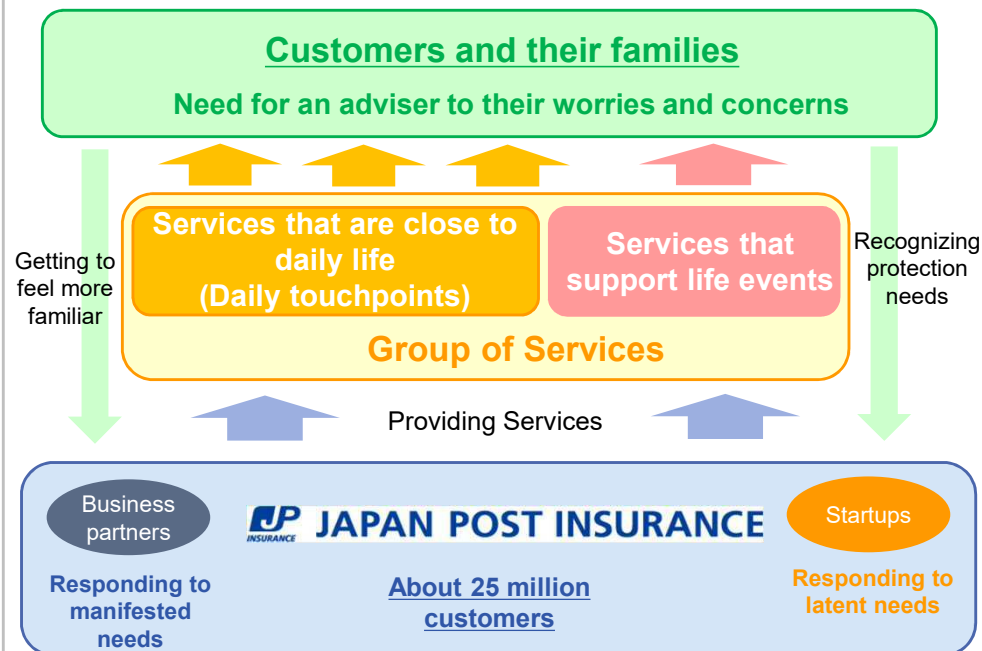 Customers and their families
Need for an adviser to their worries and concerns
Services that are close to
daily life
(Daily touchpoints)
Services that
support life events
Getting to
feel more
familiar
Recognizing
protection
needs
Group of Services
Providing Services
Business
partners
JP
INSURANCE
JAPAN POST INSURANCE
Startups
Responding to
manifested
needs
About 25 million
customers
Responding to
latent needs